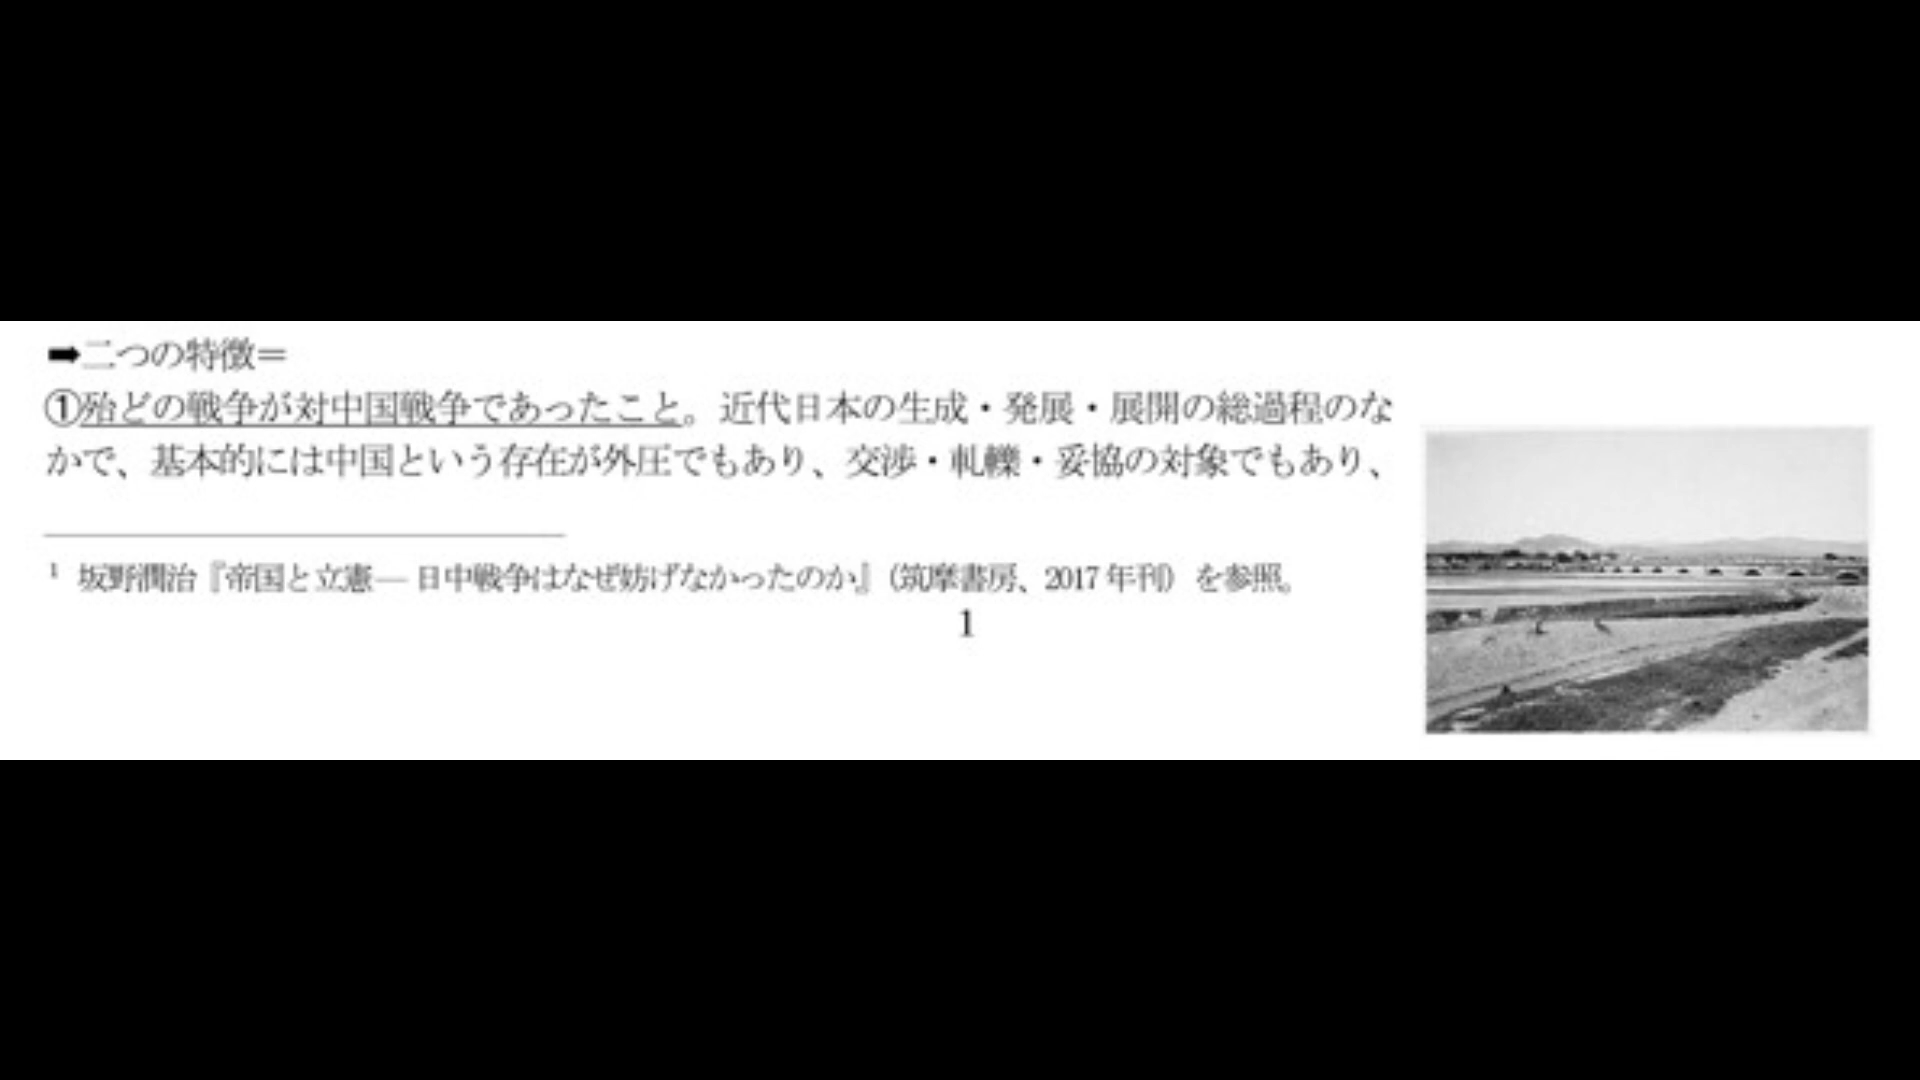 ➡二つの特徴＝
①殆どの戦争が対中国戦争であったこと。近代日本の生成・発展・展開の総過程のな
かで、基本的には中国という存在が外圧でもあり、交渉・軋轢・妥協の対象でもあり、
1 坂野潤治『帝国と立憲―日中戦争はなぜ妨げなかったのか』（筑摩書房、2017年刊）を参照。
1